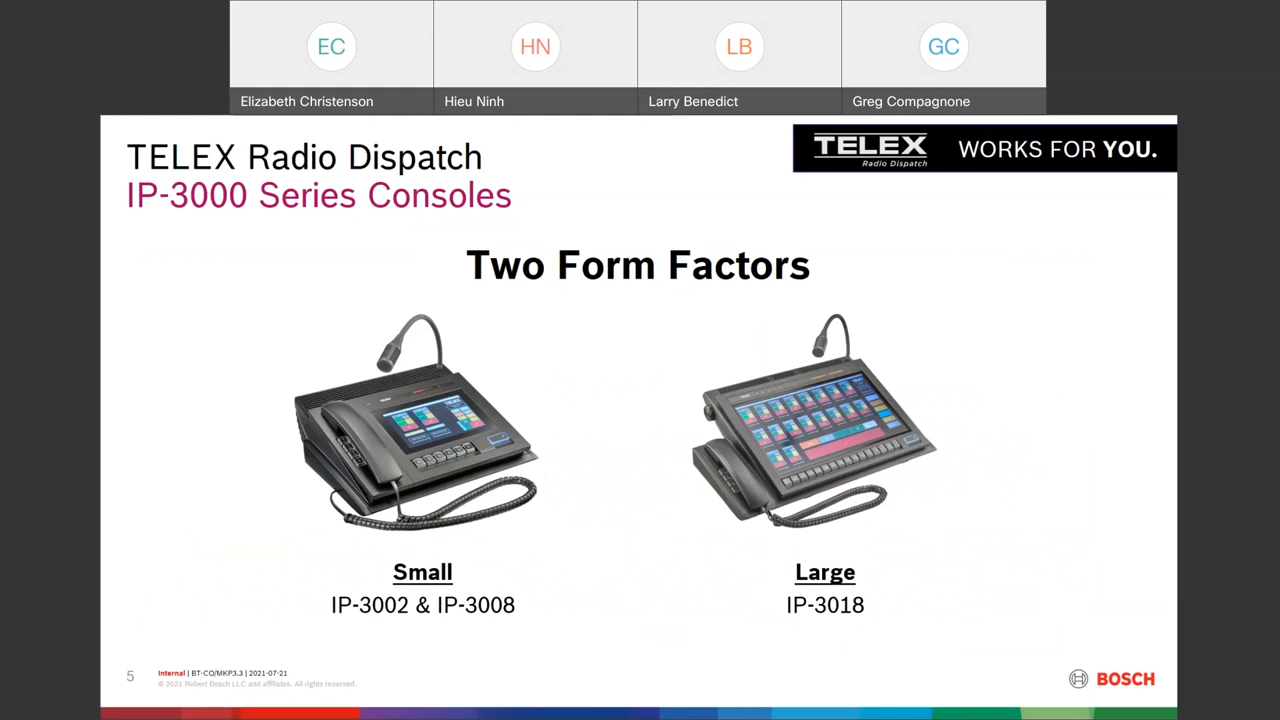 EC
HN
LB
GC
Elizabeth Christenson
Hieu Ninh
Larry Benedict
Greg Compagnone
TELEX Radio Dispatch
IP-3000 Series Consoles
TELEX
Radio Dispatch
WORKS FOR YOU.
Two Form Factors
TELEX
TELEX
Small
IP-3002 & IP-3008
Large
IP-3018
5
Internal | BT-CO/MKP3.3 | 2021-07-21
© 2021 Robert Bosch LLC and affiliates. All rights reserved.
BOSCH